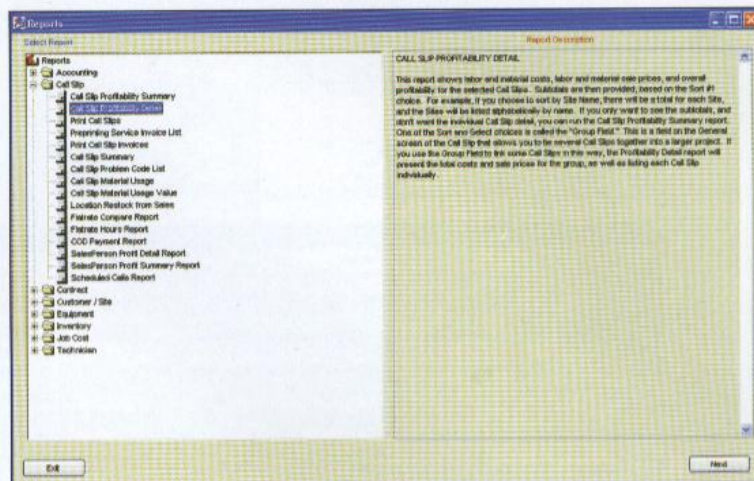 Reports
Select Report
Report Description
Reports
Accounting
Call Slip
Call Slip Profitability Summary
Call Slip Profitability Detail
Print Call Slips
Preprinting Service Invoice List
Print Call Slip Invoices
Call Slip Summary
Call Slip Problem Code List
Call Slip Material Usage
Call Slip Material Usage Value
Location Restock from Sales
Flatrate Compare Report
Flatrate Hours Report
COD Payment Report
SalesPerson Profit Detail Report
SalesPerson Profit Summary Report
Scheduled Calls Report
Contract
Customer / Site
Equipment
Inventory
Job Cost
Technician
CALL SLIP PROFITABILITY DETAIL
This report shows labor and material costs, labor and material sale prices, and overall
profitability for the selected Call Slips. Subtotals are then provided, based on the Sort #1
choice. For example, if you choose to sort by Site Name, there will be a total for each Site,
and the Sites will be listed alphabetically by name. If you only want to see the subtotals, and
don't want the individual Call Slip detail, you can run the Call Slip Profitability Summary report.
One of the Sort and Select choices is called the "Group Field." This is a field on the General
screen of the Call Slip that allows you to tie several Call Slips together into a larger project. If
you use the Group Field to link some Call Slips in this way, the Profitability Detail report will
present the total costs and sale prices for the group, as well as listing each Call Slip
individually.
Exit
Next